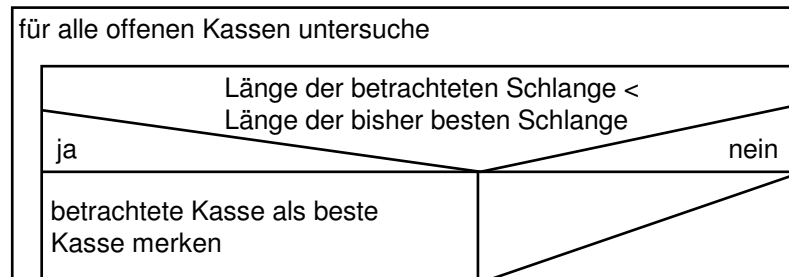 für alle offenen Kassen untersuche
Länge der betrachteten Schlange <
Länge der bisher besten Schlange
ja
nein
betrachtete Kasse als beste
Kasse merken